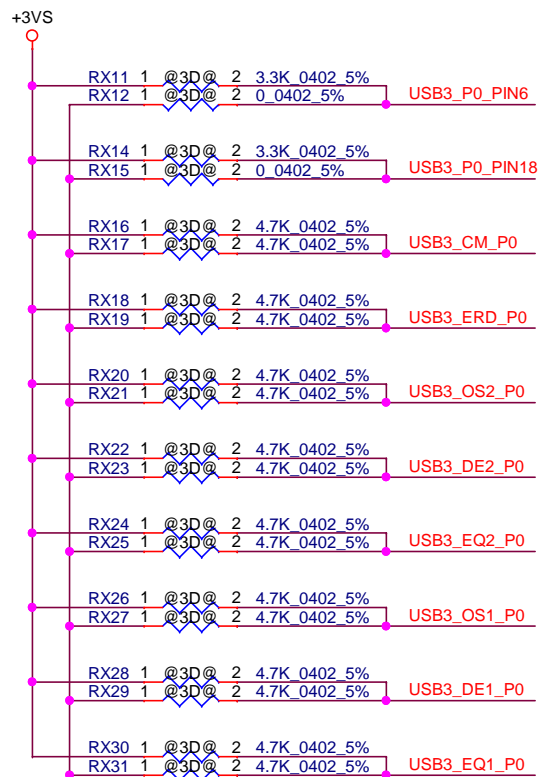 +3VS
RX11 1 @3D@ 2 3.3K_0402_5%
RX12 1 @3D@ 2 0_0402_5% USB3_P0_PIN6
RX14 1 @3D@ 2 3.3K_0402_5%
RX15 1 @3D@ 2 0_0402_5% USB3_P0_PIN18
RX16 1 @3D@ 2 4.7K_0402_5%
RX17 1 @3D@ 2 4.7K_0402_5% USB3_CM_P0
RX18 1 @3D@ 2 4.7K_0402_5%
RX19 1 @3D@ 2 4.7K_0402_5% USB3_ERD_P0
RX20 1 @3D@ 2 4.7K_0402_5%
RX21 1 @3D@ 2 4.7K_0402_5% USB3_OS2_P0
RX22 1 @3D@ 2 4.7K_0402_5%
RX23 1 @3D@ 2 4.7K_0402_5% USB3_DE2_P0
RX24 1 @3D@ 2 4.7K_0402_5%
RX25 1 @3D@ 2 4.7K_0402_5% USB3_EQ2_P0
RX26 1 @3D@ 2 4.7K_0402_5%
RX27 1 @3D@ 2 4.7K_0402_5% USB3_OS1_P0
RX28 1 @3D@ 2 4.7K_0402_5%
RX29 1 @3D@ 2 4.7K_0402_5% USB3_DE1_P0
RX30 1 @3D@ 2 4.7K_0402_5%
RX31 1 @3D@ 2 4.7K_0402_5% USB3_EQ1_P0